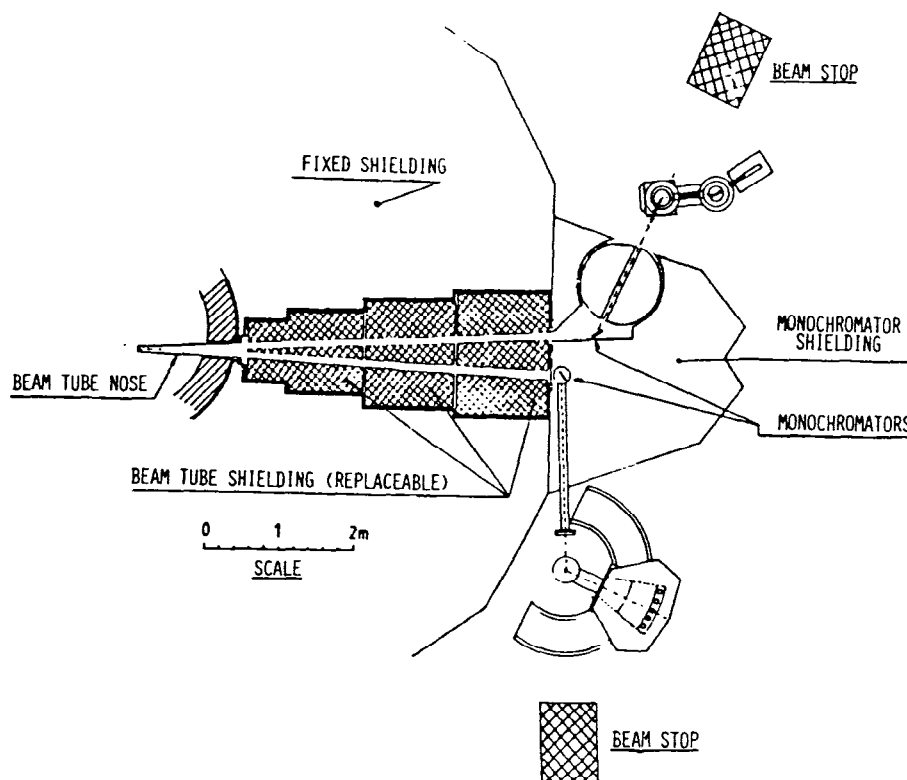 BEAM STOP
FIXED SHIELDING
MONOCHROMATOR
SHIELDING
BEAM TUBE NOSE
MONOCHROMATORS
BEAM TUBE SHIELDING (REPLACEABLE)
0 1 2m
SCALE
BEAM STOP